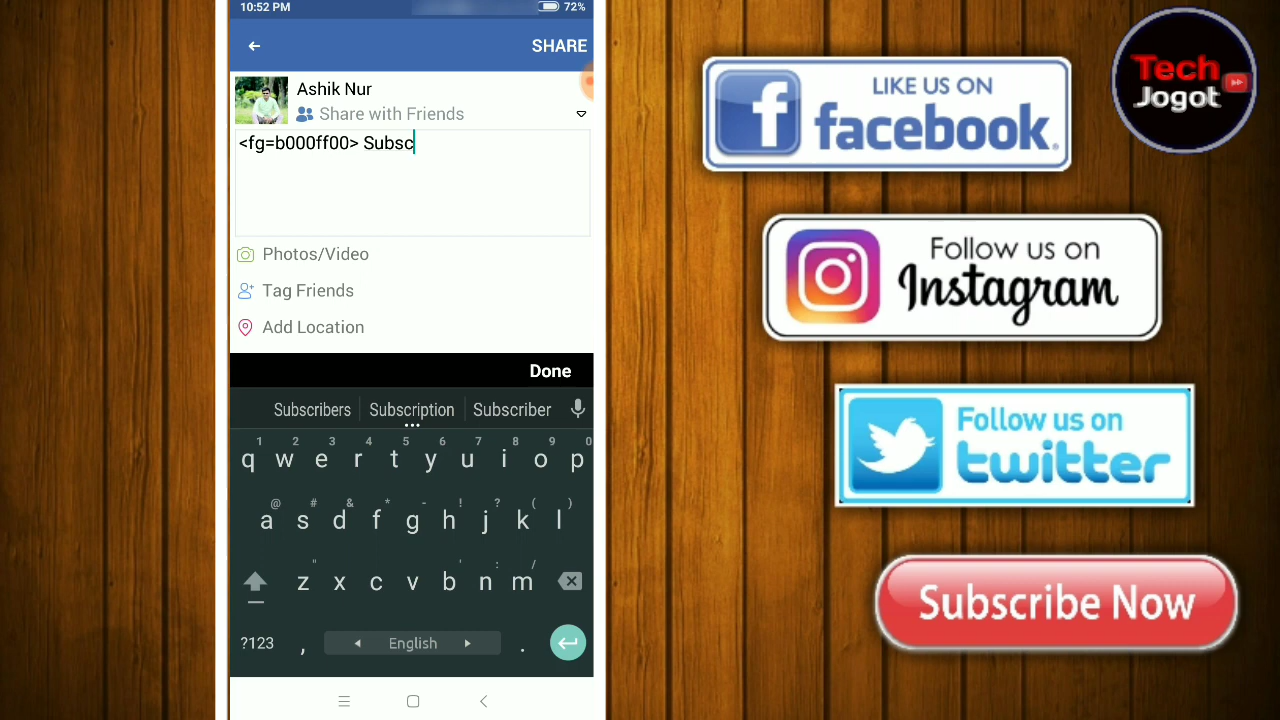 10:52 PM
72%
SHARE
Ashik Nur
Share with Friends
<fg=b000ff00> Subsc
Photos/Video
Tag Friends
Add Location
Done
Subscribers
Subscription
Subscriber
1 2 3 4 5 6 7 8 9 0
q w e r t y u i o p
@ # & * - ! ? ( )
a s d f g h j k l
" ' : /
z x c v b n m
?123 , English .
LIKE US ON
f facebook.
Tech
Jogot
Follow us on
Instagram
Follow us on
twitter
Subscribe Now